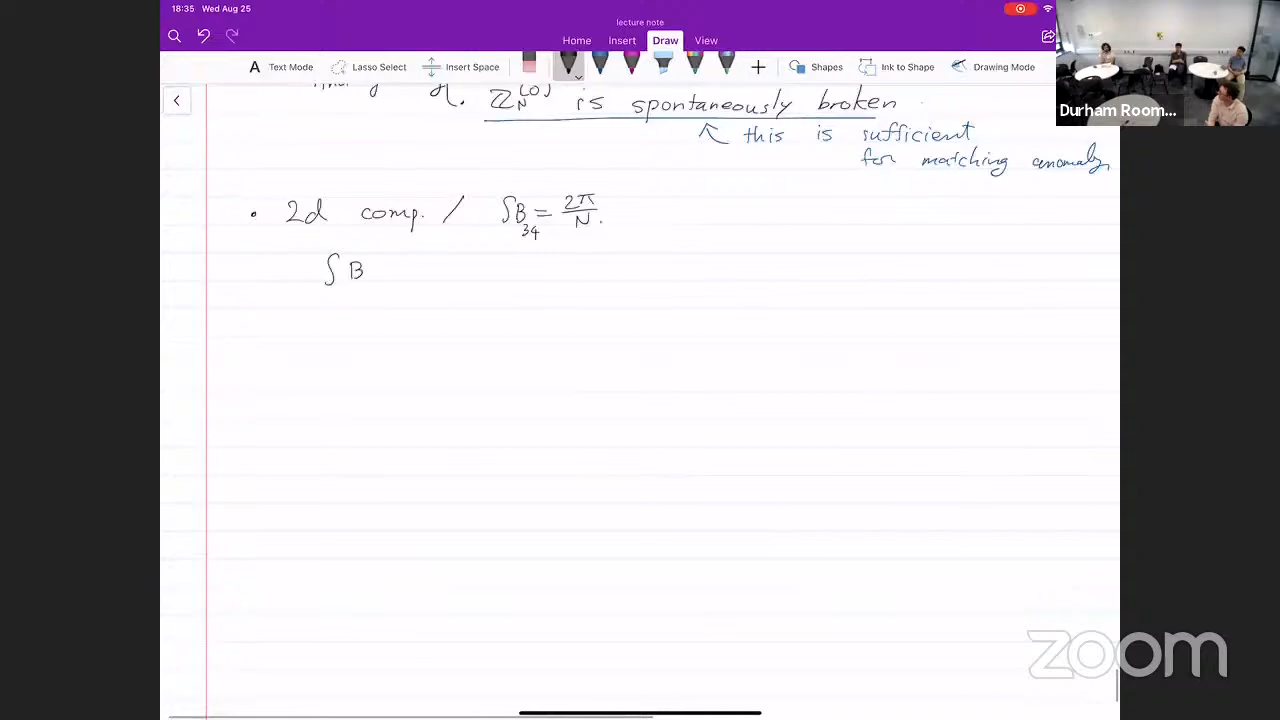 18:35 Wed Aug 25
lecture note
Home Insert Draw View
Text Mode Lasso Select Insert Space Shapes Ink to Shape Drawing Mode
Durham Room...
ℤ_N^[0] is spontaneously broken
↖ this is sufficient
for matching anomaly,
• 2d comp. / ∫B_34 = 2π/N.
∫B
zoom